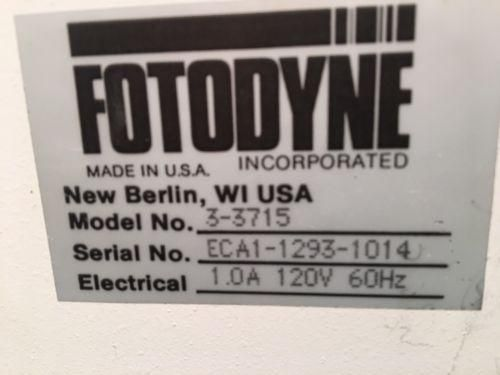 FOTODYNE
MADE IN U.S.A. INCORPORATED
New Berlin, WI USA
Model No. 3-3715
Serial No. ECA1-1293-1014
Electrical 1.0A 120V 60Hz